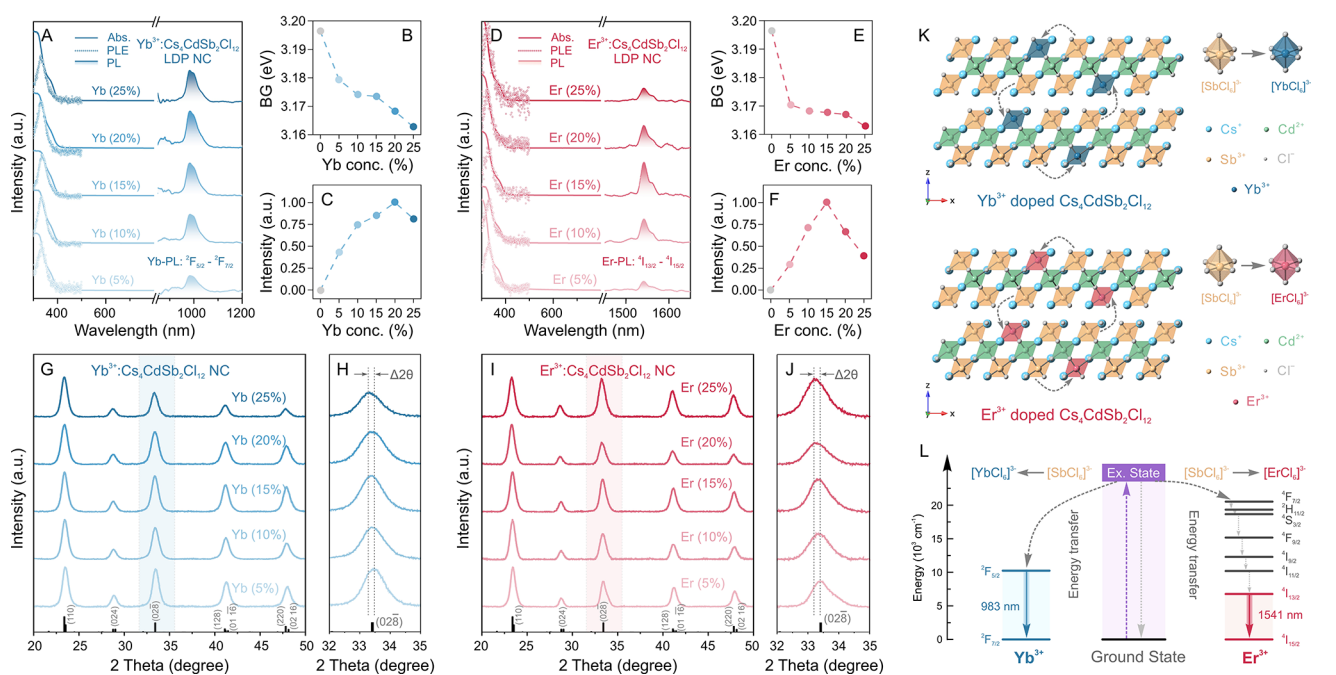 A
Abs.
PLE
PL
Yb³⁺:Cs₄CdSb₂Cl₁₂
LDP NC
Yb (25%)
Yb (20%)
Yb (15%)
Yb (10%)
Yb-PL: ²F₅/₂ - ²F₇/₂
Yb (5%)
Intensity (a.u.)
200 400 1000 1200
Wavelength (nm)
B
BG (eV)
3.20
3.19
3.18
3.17
3.16
0 5 10 15 20 25
Yb conc. (%)
C
Intensity (a.u.)
1.00
0.75
0.50
0.25
0.00
0 5 10 15 20 25
Yb conc. (%)
D
Abs.
PLE
PL
Er³⁺:Cs₄CdSb₂Cl₁₂
LDP NC
Er (25%)
Er (20%)
Er (15%)
Er (10%)
Er-PL: ⁴I₁₃/₂ - ⁴I₁₅/₂
Er (5%)
Intensity (a.u.)
400 1500 1600
Wavelength (nm)
E
BG (eV)
3.20
3.19
3.18
3.17
3.16
0 5 10 15 20 25
Er conc. (%)
F
Intensity (a.u.)
1.00
0.75
0.50
0.25
0.00
0 5 10 15 20 25
Er conc. (%)
G
Yb³⁺:Cs₄CdSb₂Cl₁₂ NC
Yb (25%)
Yb (20%)
Yb (15%)
Yb (10%)
Yb (5%)
(110)
(024)
(02̅8)
(128)
(01 1̅6)
(220)
(02 16)
Intensity (a.u.)
20 25 30 35 40 45 50
2 Theta (degree)
H
Δ2θ
(028̅)
32 33 34 35
2 Theta (degree)
I
Er³⁺:Cs₄CdSb₂Cl₁₂ NC
Er (25%)
Er (20%)
Er (15%)
Er (10%)
Er (5%)
(110)
(024)
(02̅8)
(128)
(01 1̅6)
(220)
(02 16)
Intensity (a.u.)
20 25 30 35 40 45 50
2 Theta (degree)
J
Δ2θ
(028̅)
32 33 34 35
2 Theta (degree)
K
[SbCl₆]³⁻
[YbCl₆]³⁻
Cs⁺
Cd²⁺
Sb³⁺
Cl⁻
Yb³⁺
z
x
Yb³⁺ doped Cs₄CdSb₂Cl₁₂
[SbCl₆]³⁻
[ErCl₆]³⁻
Cs⁺
Cd²⁺
Sb³⁺
Cl⁻
Er³⁺
z
x
Er³⁺ doped Cs₄CdSb₂Cl₁₂
L
[YbCl₆]³⁻
[SbCl₆]³⁻
Ex. State
[SbCl₆]³⁻
[ErCl₆]³⁻
Energy (10³ cm⁻¹)
20
15
10
5
0
²F₅/₂
983 nm
²F₇/₂
Yb³⁺
Energy transfer
Ground State
Energy transfer
⁴F₇/₂
²H₁₁/₂
⁴S₃/₂
⁴F₉/₂
⁴I₉/₂
⁴I₁₁/₂
⁴I₁₃/₂
1541 nm
⁴I₁₅/₂
Er³⁺